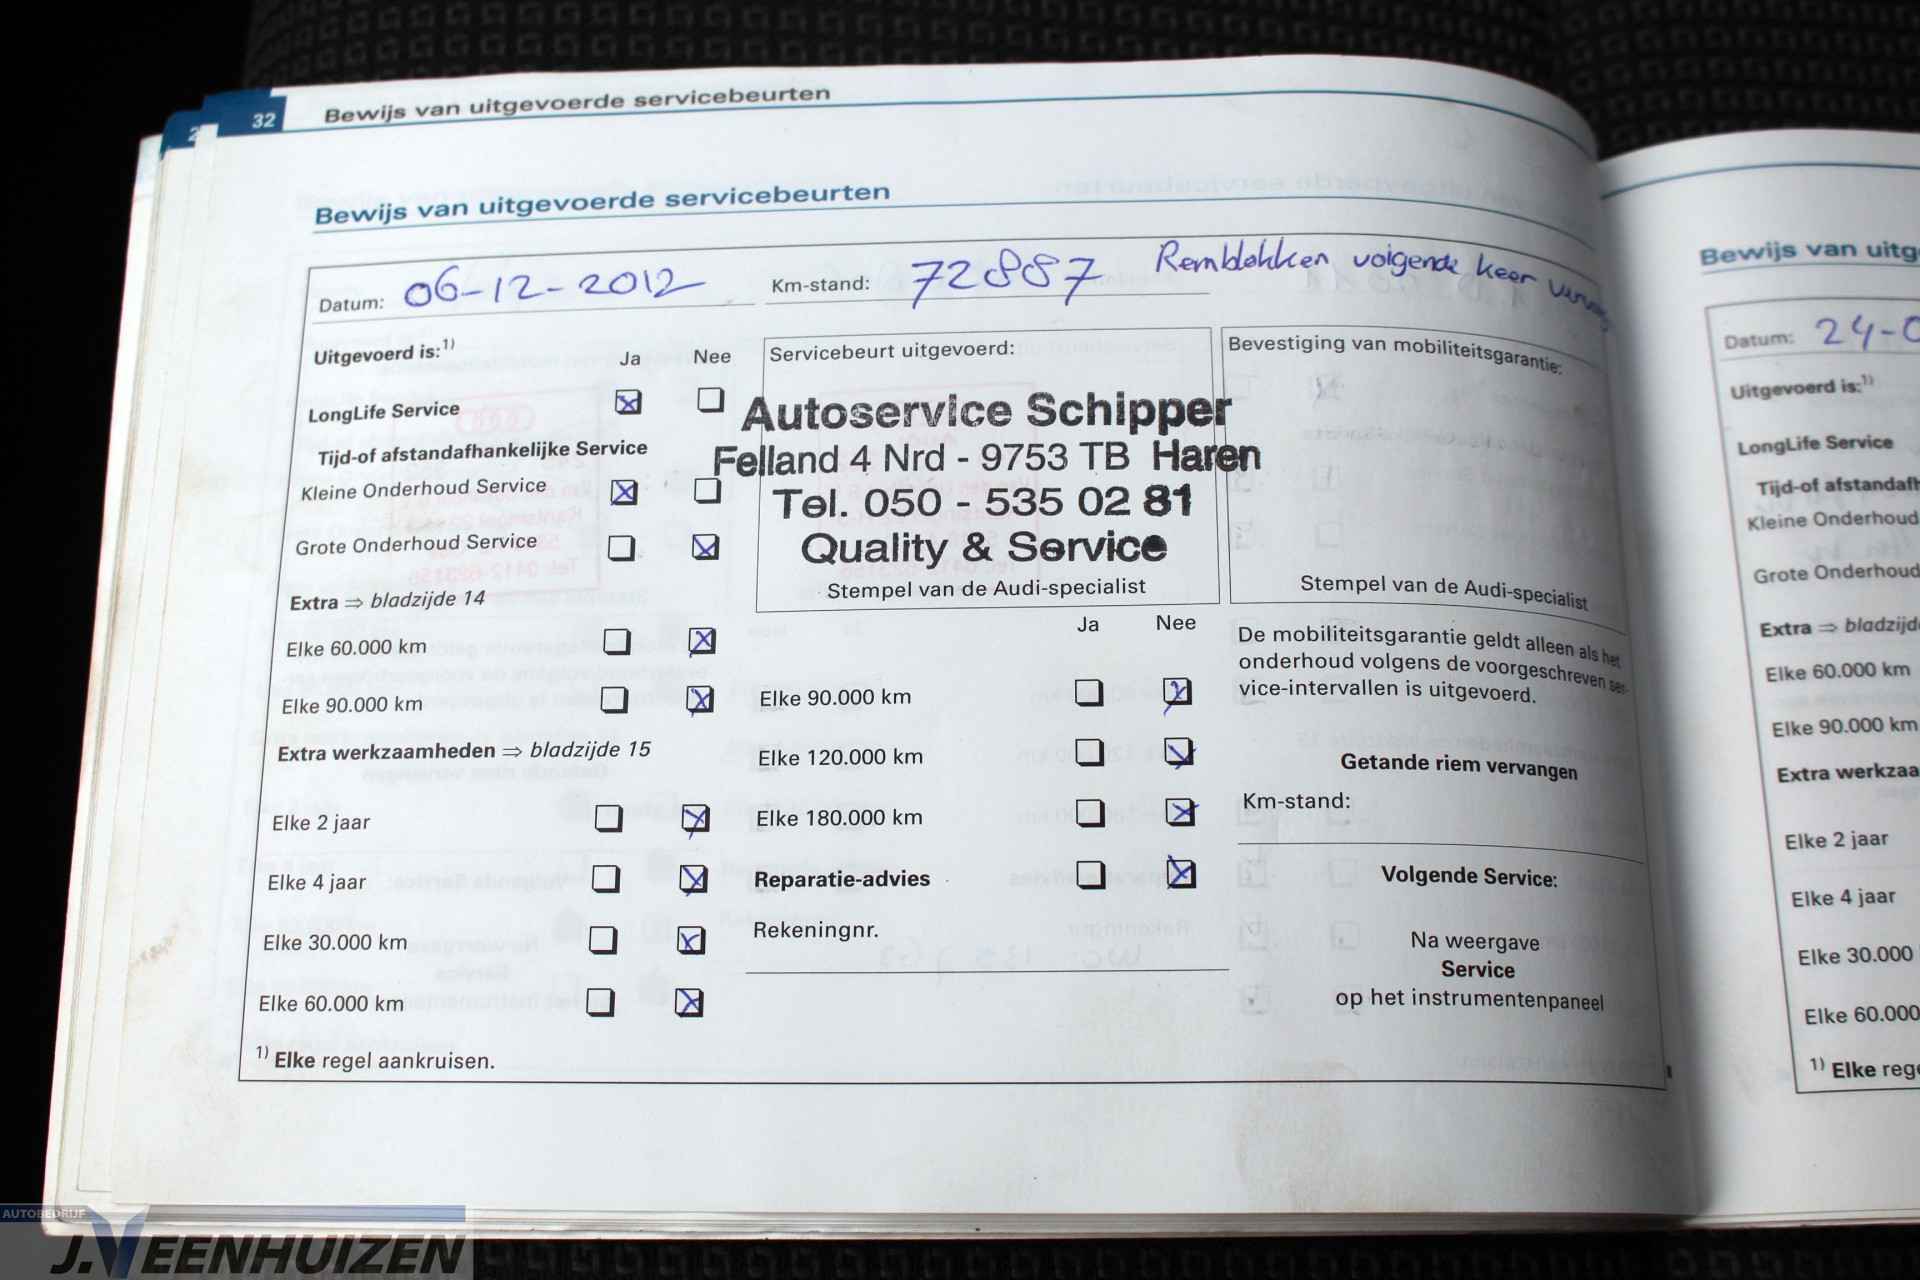 32 Bewijs van uitgevoerde servicebeurten
2
Bewijs van uitgevoerde servicebeurten
Datum: 06-12-2012 Km-stand: 72887 Remblokken volgende keer
Uitgevoerd is:1) Ja Nee
LongLife Service
Tijd-of afstandafhankelijke Service
Kleine Onderhoud Service
Grote Onderhoud Service
Extra ⇒ bladzijde 14
Elke 60.000 km
Elke 90.000 km
Extra werkzaamheden ⇒ bladzijde 15
Elke 2 jaar
Elke 4 jaar
Elke 30.000 km
Elke 60.000 km
1) Elke regel aankruisen.
Servicebeurt uitgevoerd:
Autoservice Schipper
Felland 4 Nrd - 9753 TB Haren
Tel. 050 - 535 02 81
Quality & Service
Stempel van de Audi-specialist
Ja Nee
Elke 90.000 km
Elke 120.000 km
Elke 180.000 km
Reparatie-advies
Rekeningnr.
Bevestiging van mobiliteitsgarantie:
Stempel van de Audi-specialist
De mobiliteitsgarantie geldt alleen als het
onderhoud volgens de voorgeschreven ser-
vice-intervallen is uitgevoerd.
Getande riem vervangen
Km-stand:
Volgende Service:
Na weergave
Service
op het instrumentenpaneel
Bewijs van uitg
Datum: 24-0
Uitgevoerd is:1)
LongLife Service
Tijd-of afstandafh
Kleine Onderhoud
Grote Onderhoud
Extra ⇒ bladzijd
Elke 60.000 km
Elke 90.000 km
Extra werkzaa
Elke 2 jaar
Elke 4 jaar
Elke 30.000
Elke 60.000
1) Elke rege
AUTOBEDRIJF
J.VEENHUIZEN